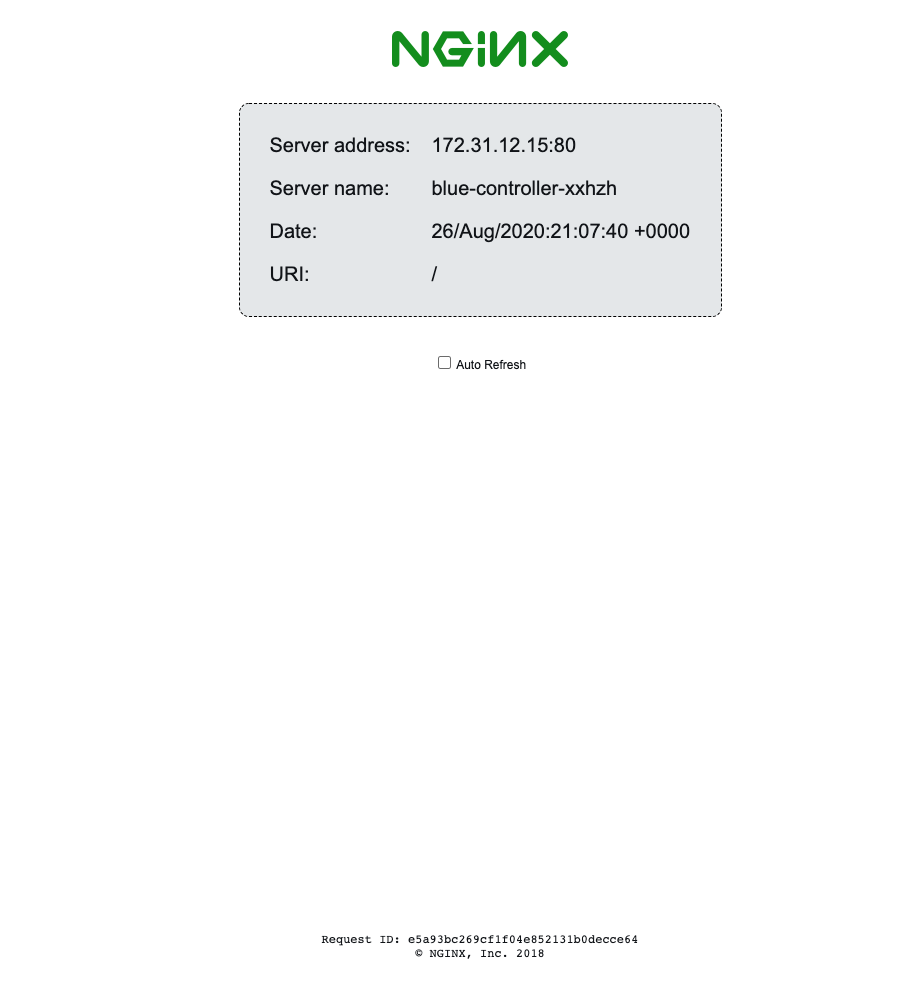 NGINX
Server address: 172.31.12.15:80
Server name: blue-controller-xxhzh
Date: 26/Aug/2020:21:07:40 +0000
URI: /
Auto Refresh
Request ID: e5a93bc269cf1f04e852131b0decce64
© NGINX, Inc. 2018